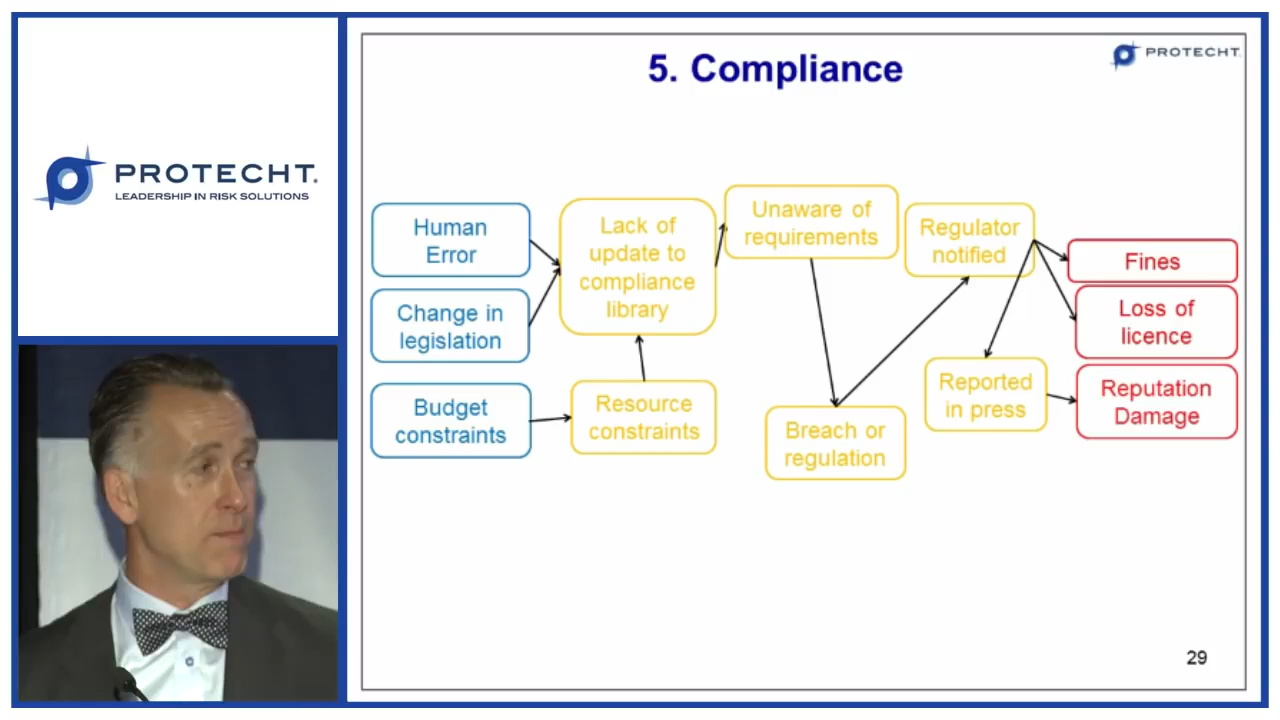 PROTECHT.
LEADERSHIP IN RISK SOLUTIONS
5. Compliance
PROTECHT.
Human
Error
Change in
legislation
Budget
constraints
Lack of
update to
compliance
library
Resource
constraints
Unaware of
requirements
Breach or
regulation
Regulator
notified
Reported
in press
Fines
Loss of
licence
Reputation
Damage
29